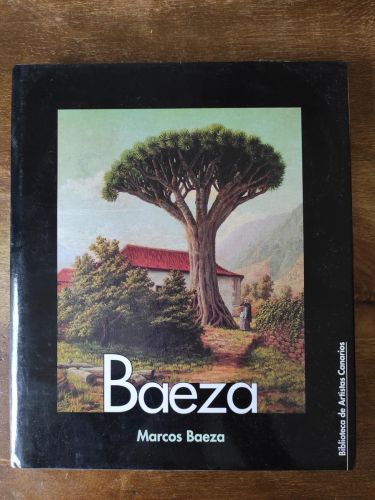 Baeza
Marcos Baeza
Biblioteca de Artistas Canarios